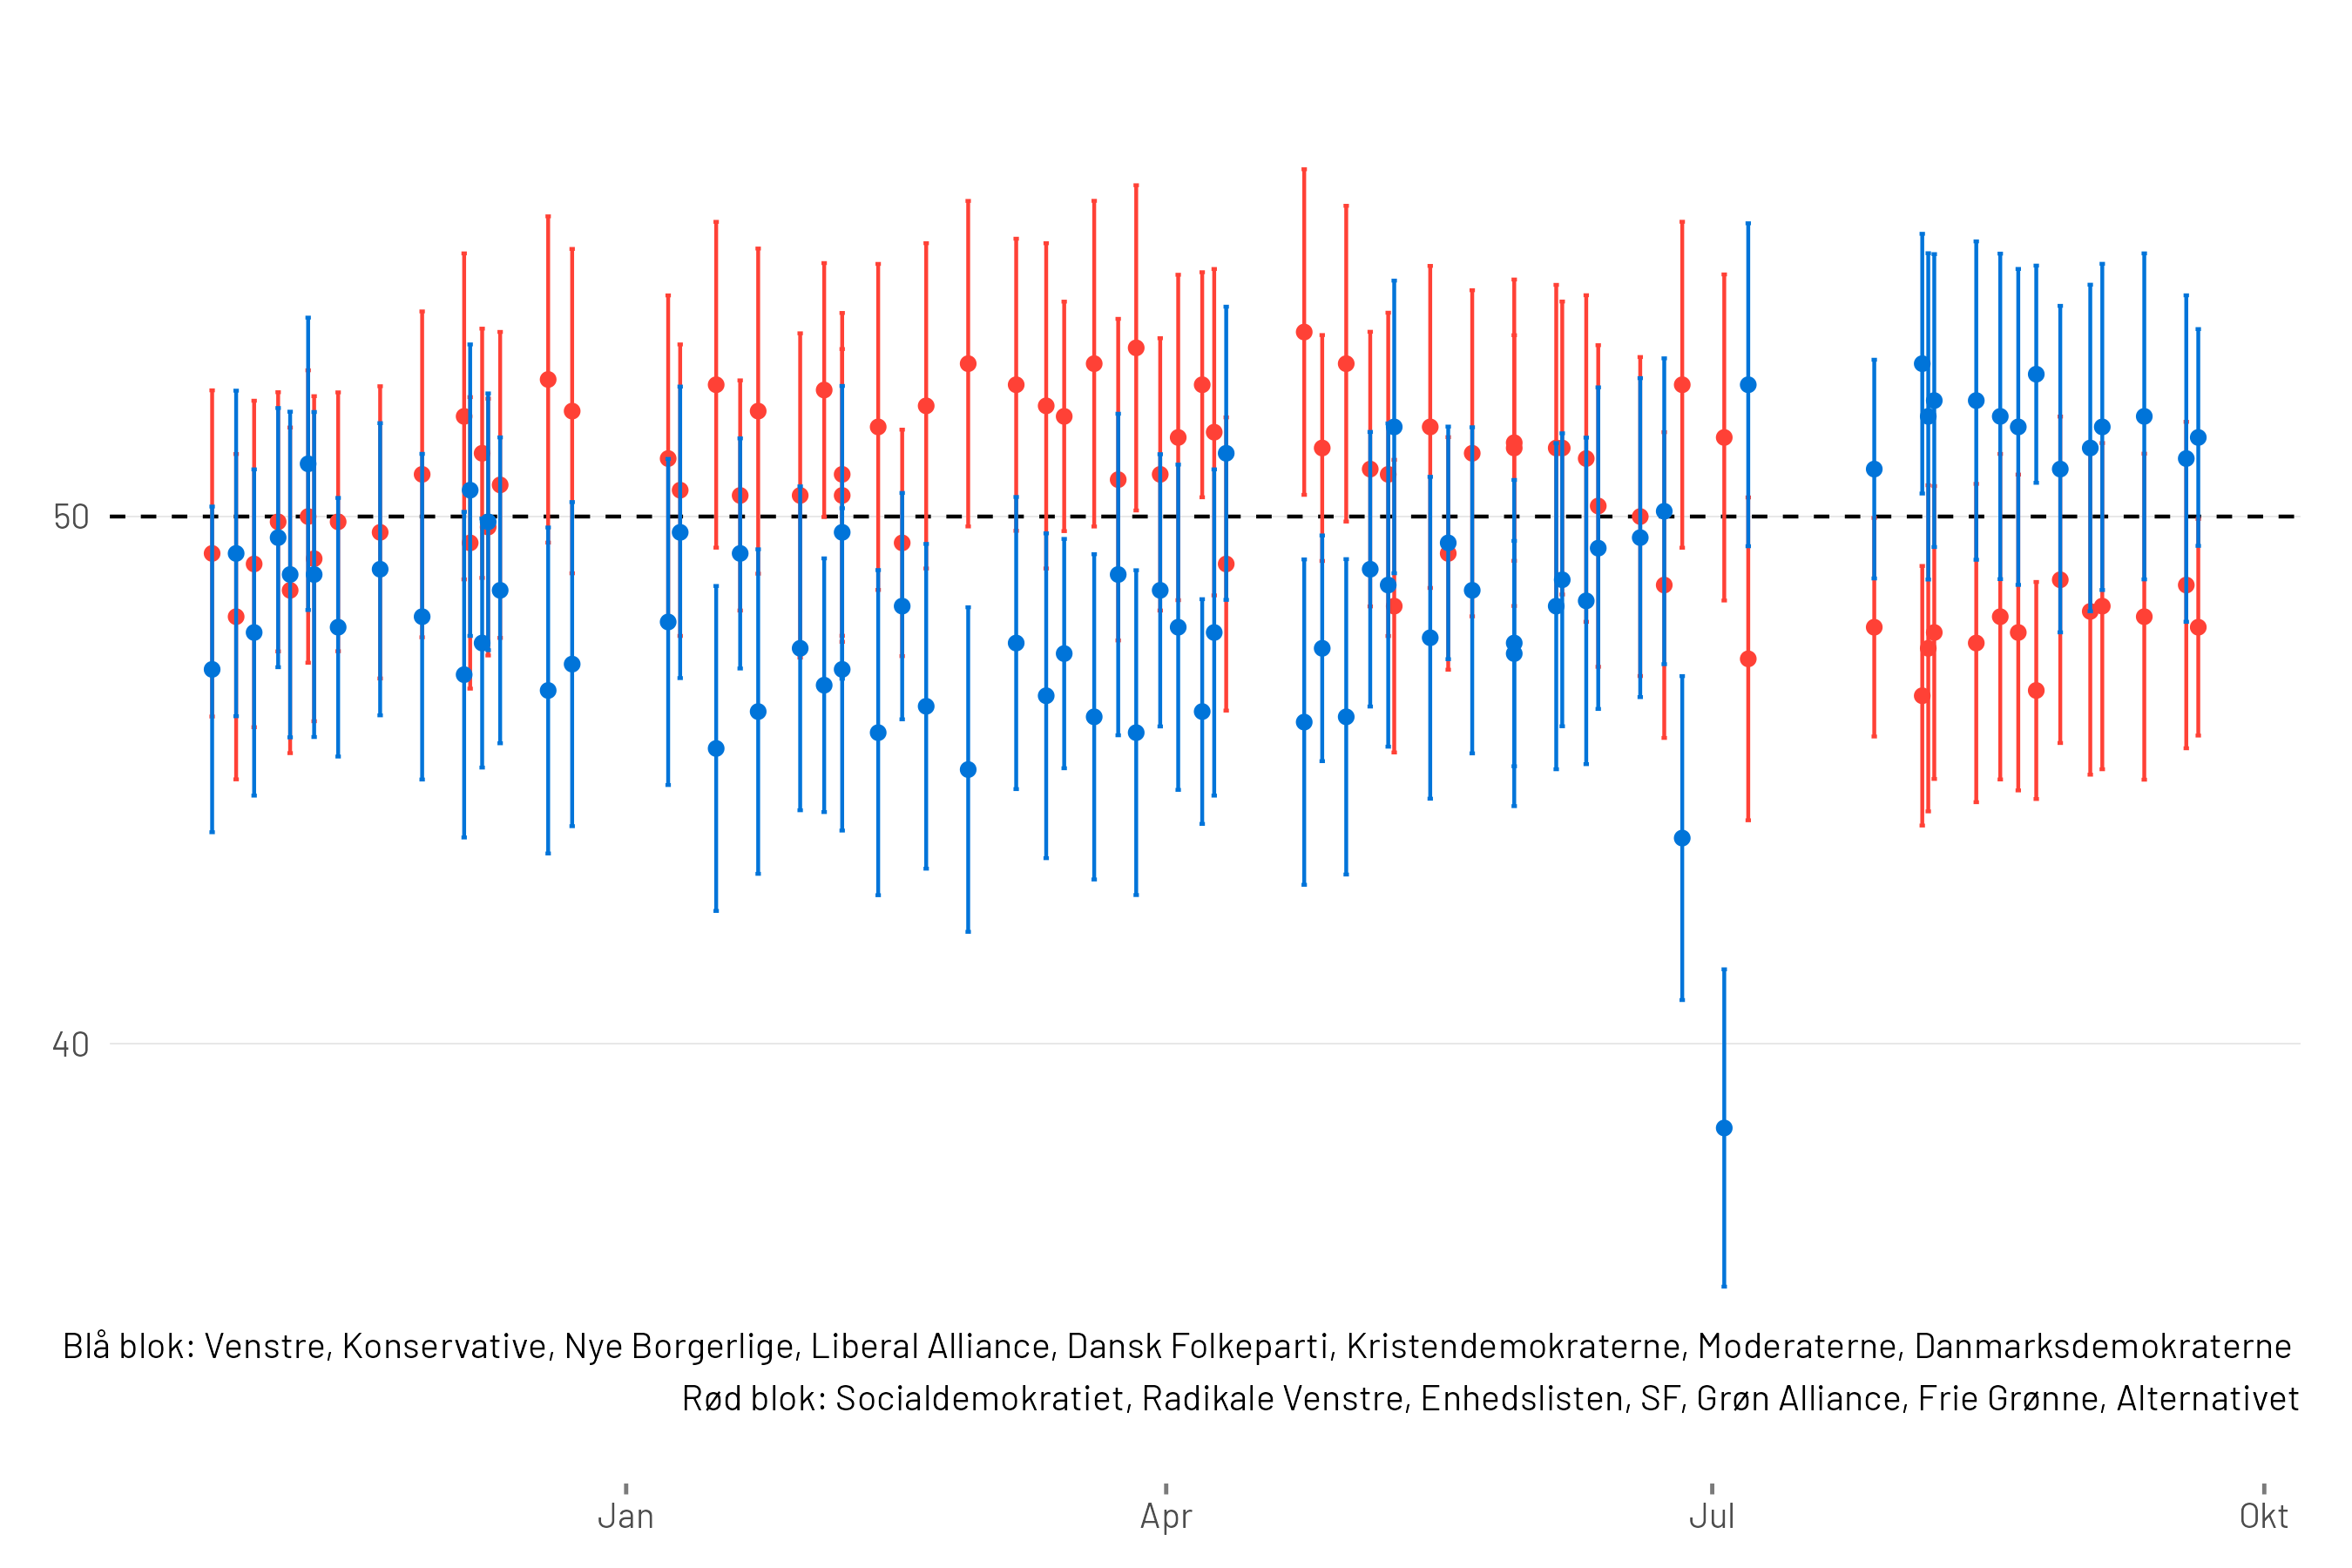 50
40
Blå blok: Venstre, Konservative, Nye Borgerlige, Liberal Alliance, Dansk Folkeparti, Kristendemokraterne, Moderaterne, Danmarksdemokraterne
Rød blok: Socialdemokratiet, Radikale Venstre, Enhedslisten, SF, Grøn Alliance, Frie Grønne, Alternativet
Jan Apr Jul Okt